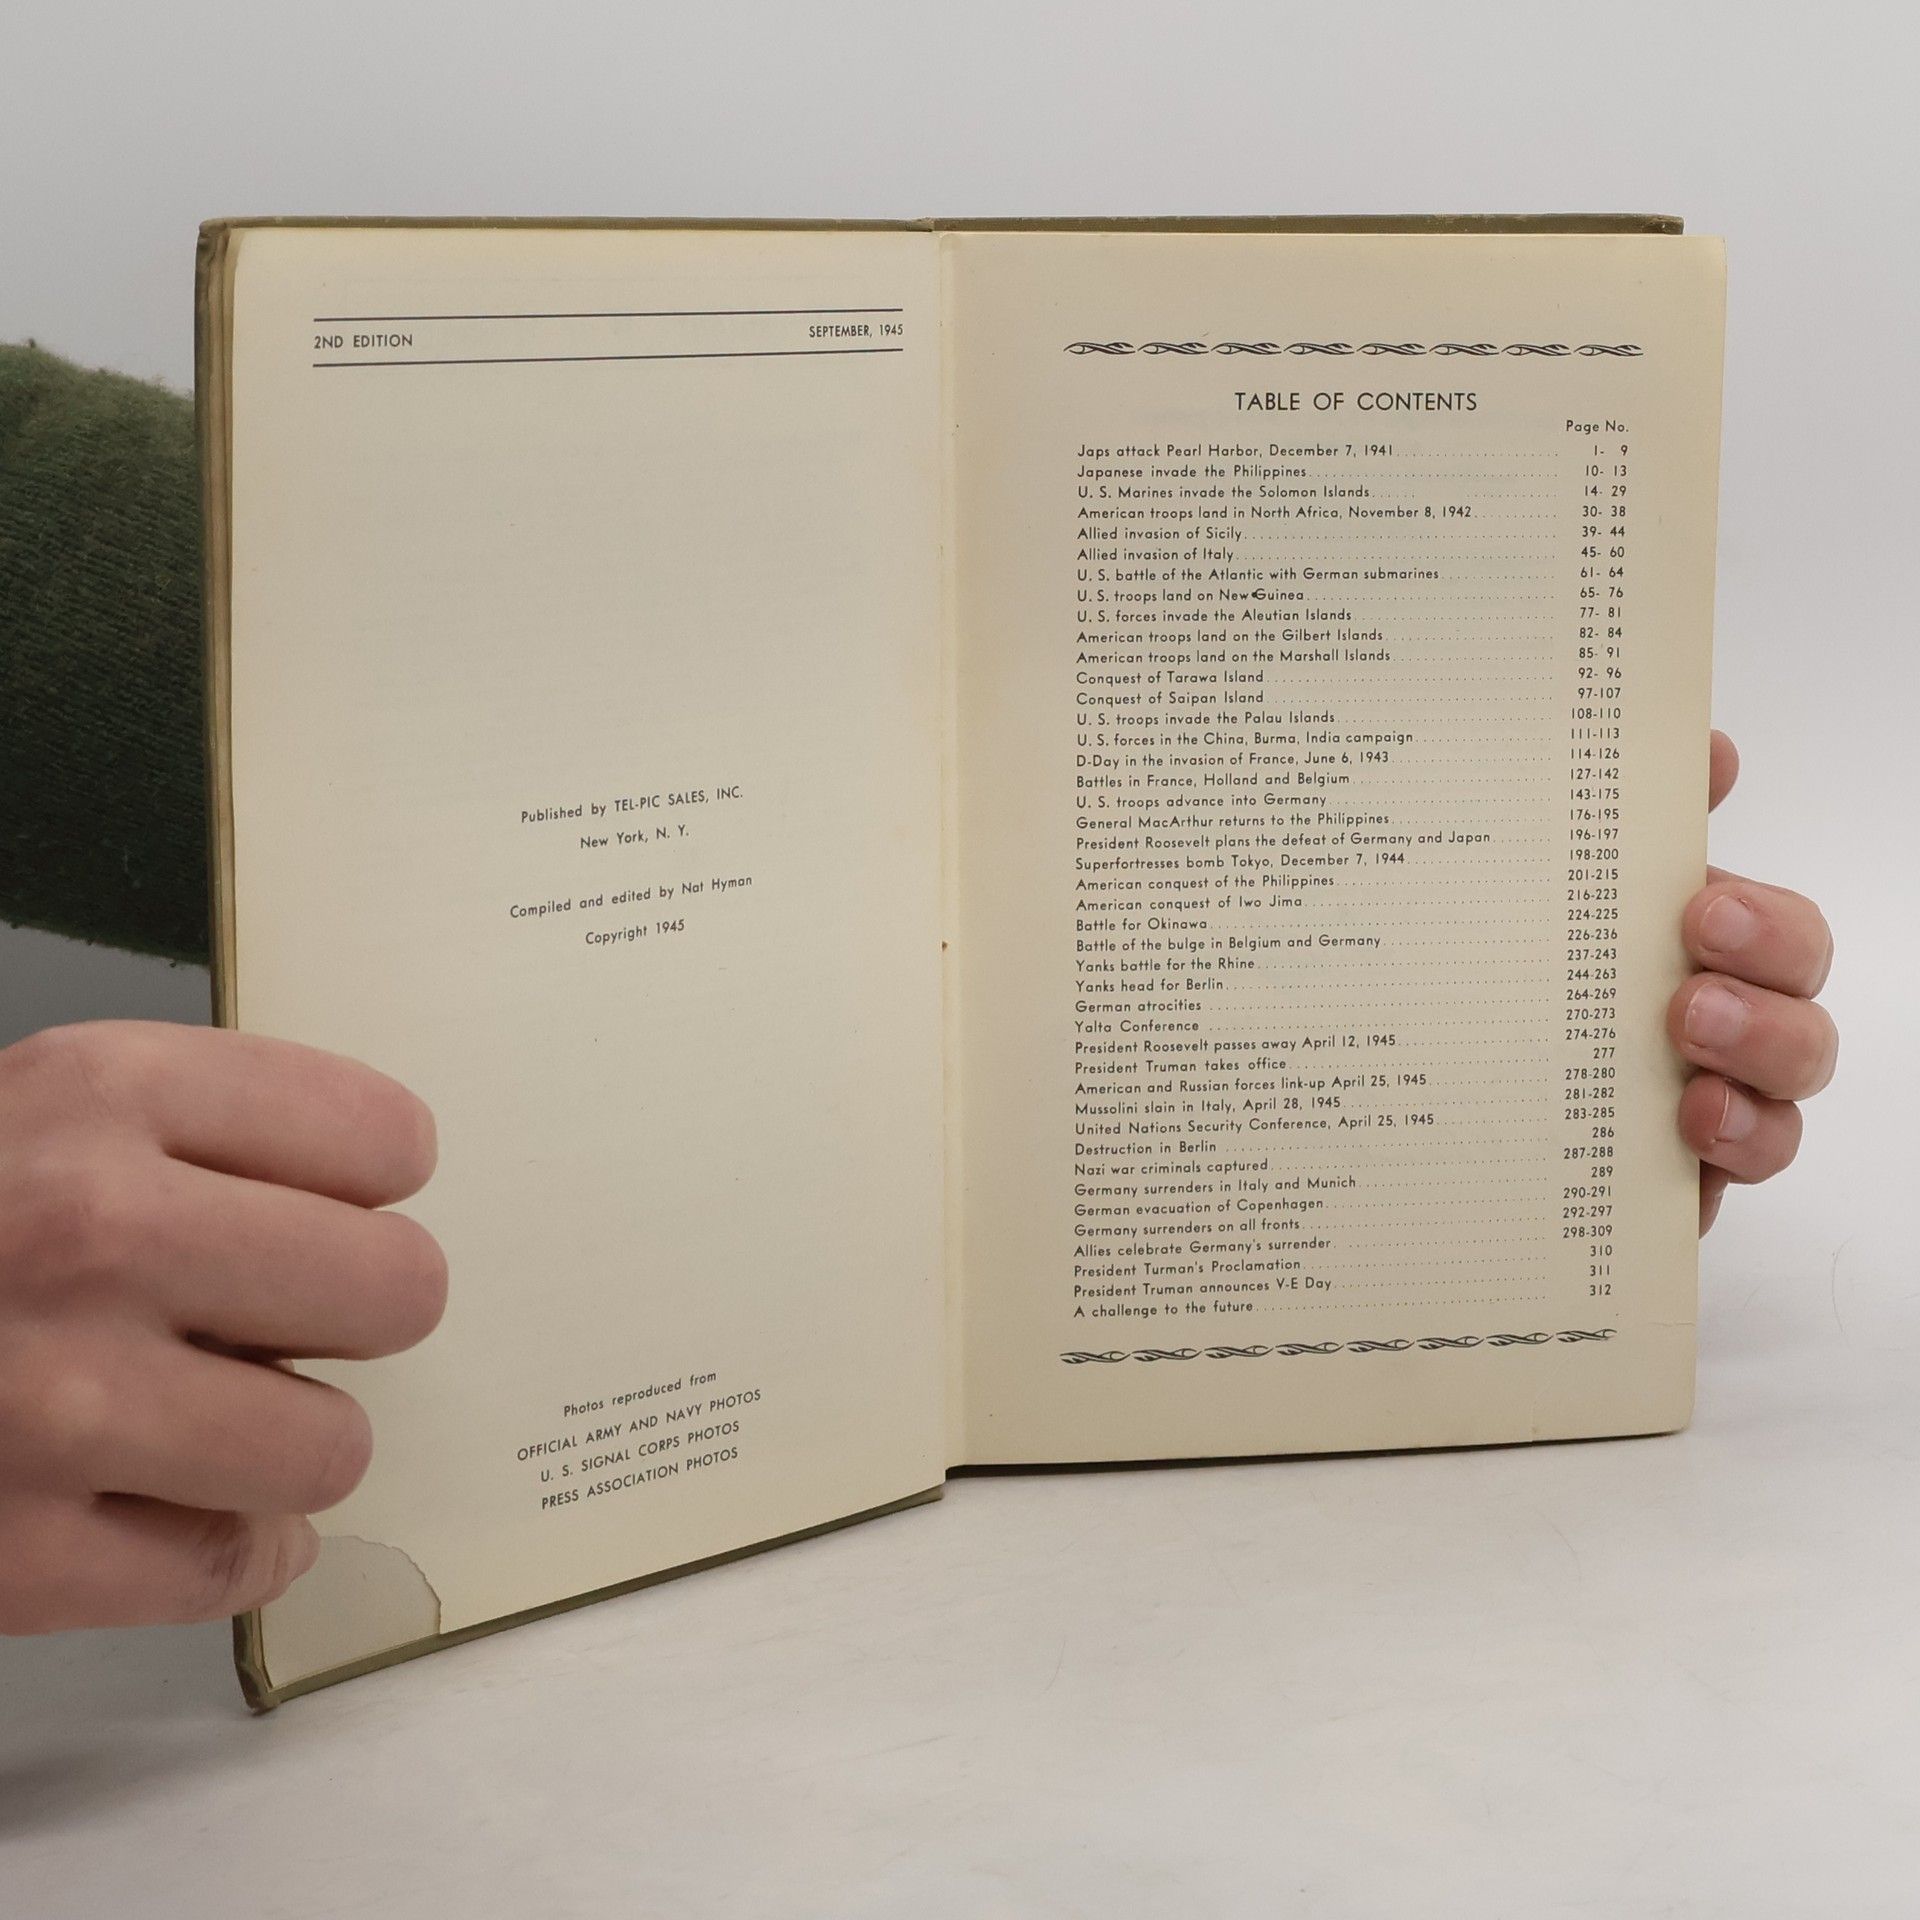 2ND EDITION SEPTEMBER, 1945
Published by TEL-PIC SALES, INC.
New York, N. Y.
Compiled and edited by Nat Hyman
Copyright 1945
Photos reproduced from
OFFICIAL ARMY AND NAVY PHOTOS
U. S. SIGNAL CORPS PHOTOS
PRESS ASSOCIATION PHOTOS
TABLE OF CONTENTS
Page No.
Japs attack Pearl Harbor, December 7, 1941 1- 9
Japanese invade the Philippines 10- 13
U. S. Marines invade the Solomon Islands 14- 29
American troops land in North Africa, November 8, 1942 30- 38
Allied invasion of Sicily 39- 44
Allied invasion of Italy 45- 60
U. S. battle of the Atlantic with German submarines 61- 64
U. S. troops land on New Guinea 65- 76
U. S. forces invade the Aleutian Islands 77- 81
American troops land on the Gilbert Islands 82- 84
American troops land on the Marshall Islands 85- 91
Conquest of Tarawa Island 92- 96
Conquest of Saipan Island 97-107
U. S. troops invade the Palau Islands 108-110
U. S. forces in the China, Burma, India campaign 111-113
D-Day in the invasion of France, June 6, 1943 114-126
Battles in France, Holland and Belgium 127-142
U. S. troops advance into Germany 143-175
General MacArthur returns to the Philippines 176-195
President Roosevelt plans the defeat of Germany and Japan 196-197
Superfortresses bomb Tokyo, December 7, 1944 198-200
American conquest of the Philippines 201-215
American conquest of Iwo Jima 216-223
Battle for Okinawa 224-225
Battle of the bulge in Belgium and Germany 226-236
Yanks battle for the Rhine 237-243
Yanks head for Berlin 244-263
German atrocities 264-269
Yalta Conference 270-273
President Roosevelt passes away April 12, 1945 274-276
President Truman takes office 277
American and Russian forces link-up April 25, 1945 278-280
Mussolini slain in Italy, April 28, 1945 281-282
United Nations Security Conference, April 25, 1945 283-285
Destruction in Berlin 286
Nazi war criminals captured 287-288
Germany surrenders in Italy and Munich 289
German evacuation of Copenhagen 290-291
Germany surrenders on all fronts 292-297
Allies celebrate Germany's surrender 298-309
President Turman's Proclamation 310
President Truman announces V-E Day 311
A challenge to the future 312